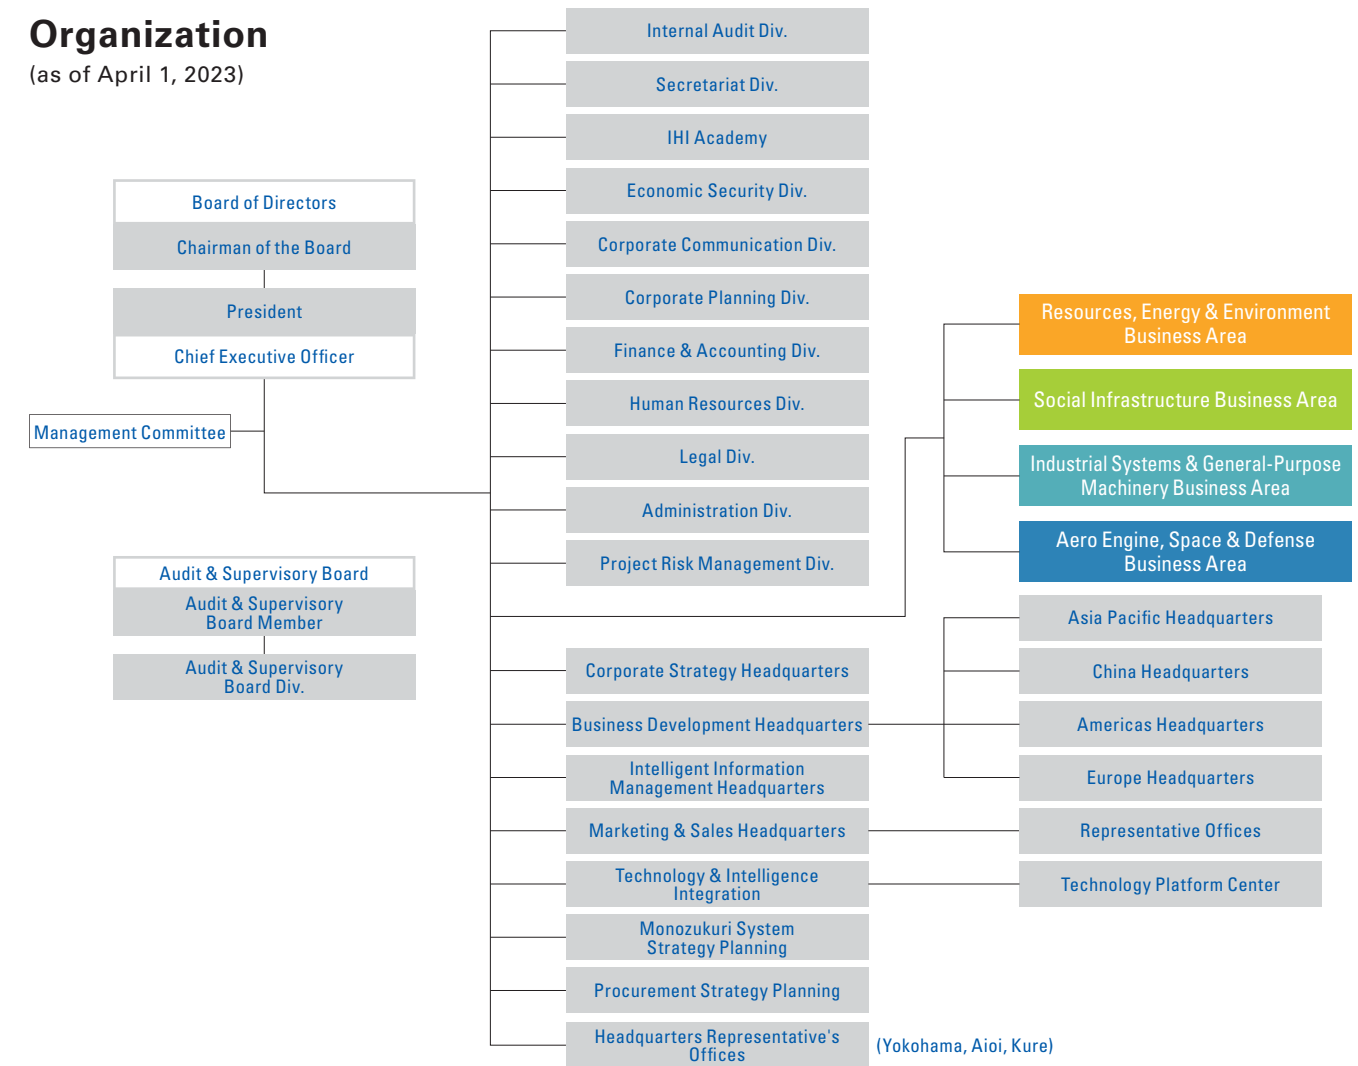 Organization
(as of April 1, 2023)
Board of Directors
Chairman of the Board
President
Chief Executive Officer
Management Committee
Audit & Supervisory Board
Audit & Supervisory
Board Member
Audit & Supervisory
Board Div.
Internal Audit Div.
Secretariat Div.
IHI Academy
Economic Security Div.
Corporate Communication Div.
Corporate Planning Div.
Finance & Accounting Div.
Human Resources Div.
Legal Div.
Administration Div.
Project Risk Management Div.
Corporate Strategy Headquarters
Business Development Headquarters
Intelligent Information
Management Headquarters
Marketing & Sales Headquarters
Technology & Intelligence
Integration
Monozukuri System
Strategy Planning
Procurement Strategy Planning
Headquarters Representative's
Offices
(Yokohama, Aioi, Kure)
Resources, Energy & Environment
Business Area
Social Infrastructure Business Area
Industrial Systems & General-Purpose
Machinery Business Area
Aero Engine, Space & Defense
Business Area
Asia Pacific Headquarters
China Headquarters
Americas Headquarters
Europe Headquarters
Representative Offices
Technology Platform Center